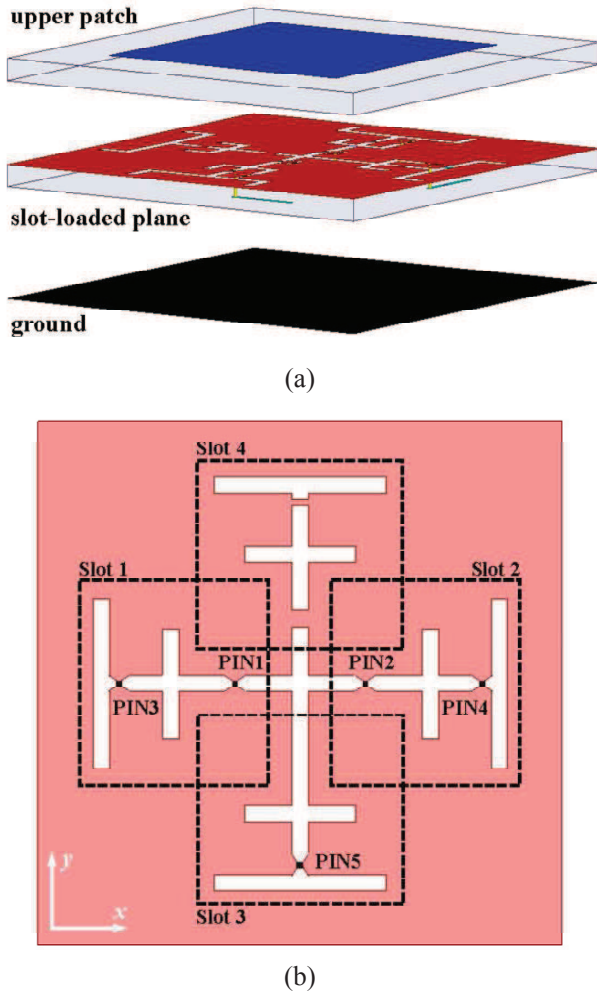 upper patch
slot-loaded plane
ground
(a)
Slot 4
Slot 1
Slot 2
PIN1
PIN2
PIN3
PIN4
PIN5
y
x
Slot 3
(b)